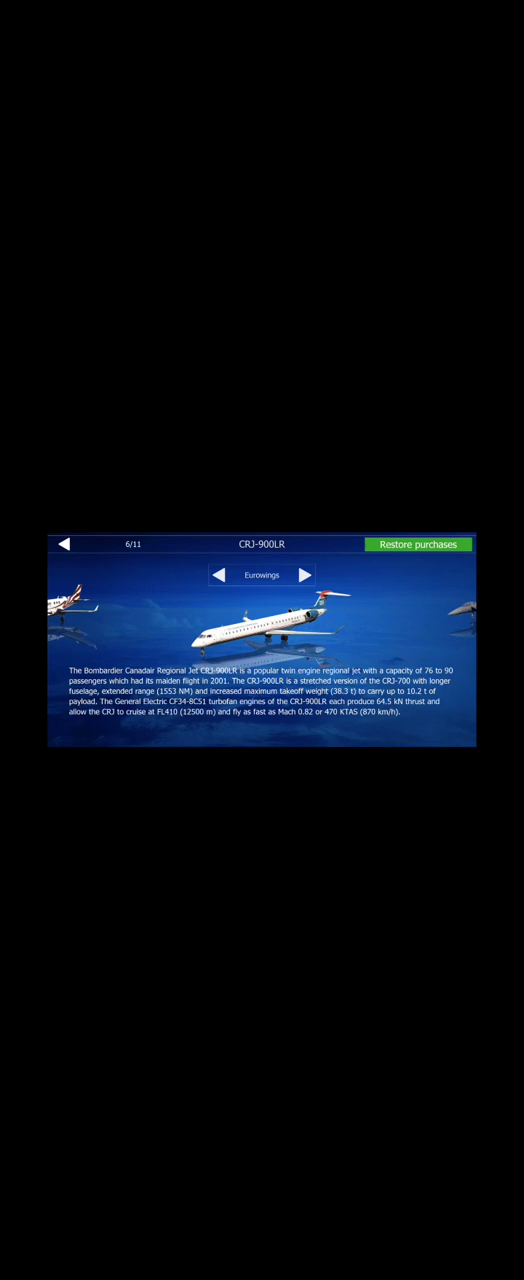 6/11
CRJ-900LR
Restore purchases
Eurowings
The Bombardier Canadair Regional Jet CRJ-900LR is a popular twin engine regional jet with a capacity of 76 to 90
passengers which had its maiden flight in 2001. The CRJ-900LR is a stretched version of the CRJ-700 with longer
fuselage, extended range (1553 NM) and increased maximum takeoff weight (38.3 t) to carry up to 10.2 t of
payload. The General Electric CF34-8C51 turbofan engines of the CRJ-900LR each produce 64.5 kN thrust and
allow the CRJ to cruise at FL410 (12500 m) and fly as fast as Mach 0.82 or 470 KTAS (870 km/h).